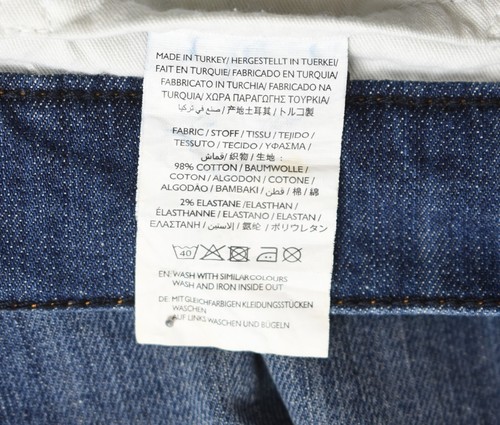 MADE IN TURKEY/ HERGESTELLT IN TUERKEI/
FAIT EN TURQUIE/ FABRICADO EN TURQUIA/
FABBRICATO IN TURCHIA/ FABRICADO NA
TURQUIA/ ΧΩΡΑ ΠΑΡΑΓΩΓΗΣ ΤΟΥΡΚΙΑ/
صنع في تركيا / 产地土耳其 / トルコ製
FABRIC / STOFF / TISSU / TEJIDO /
TESSUTO / TECIDO / ΥΦΑΣΜΑ /
قماش / 织物 / 生地 :
98% COTTON / BAUMWOLLE /
COTON / ALGODON / COTONE /
ALGODÃO / BAMBAKI / قطن / 棉 / 綿
2% ELASTANE /ELASTHAN /
ÉLASTHANNE / ELASTANO / ELASTAN /
ΕΛΑΣΤΑΝΗ / الاستين / 氨纶 / ポリウレタン
40
EN: WASH WITH SIMILAR COLOURS
WASH AND IRON INSIDE OUT
DE: MIT GLEICHFARBIGEN KLEIDUNGSSTÜCKEN
WASCHEN
AUF LINKS WASCHEN UND BÜGELN